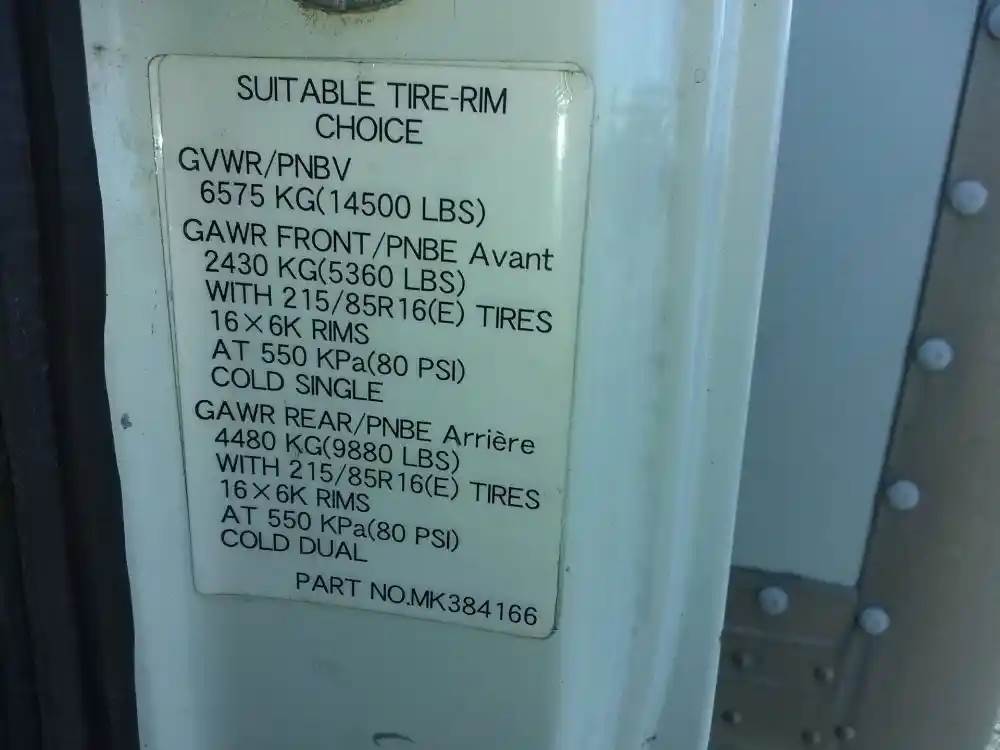 SUITABLE TIRE-RIM
CHOICE
GVWR/PNBV
6575 KG(14500 LBS)
GAWR FRONT/PNBE Avant
2430 KG(5360 LBS)
WITH 215/85R16(E) TIRES
16×6K RIMS
AT 550 KPa(80 PSI)
COLD SINGLE
GAWR REAR/PNBE Arrière
4480 KG(9880 LBS)
WITH 215/85R16(E) TIRES
16×6K RIMS
AT 550 KPa(80 PSI)
COLD DUAL
PART NO.MK384166